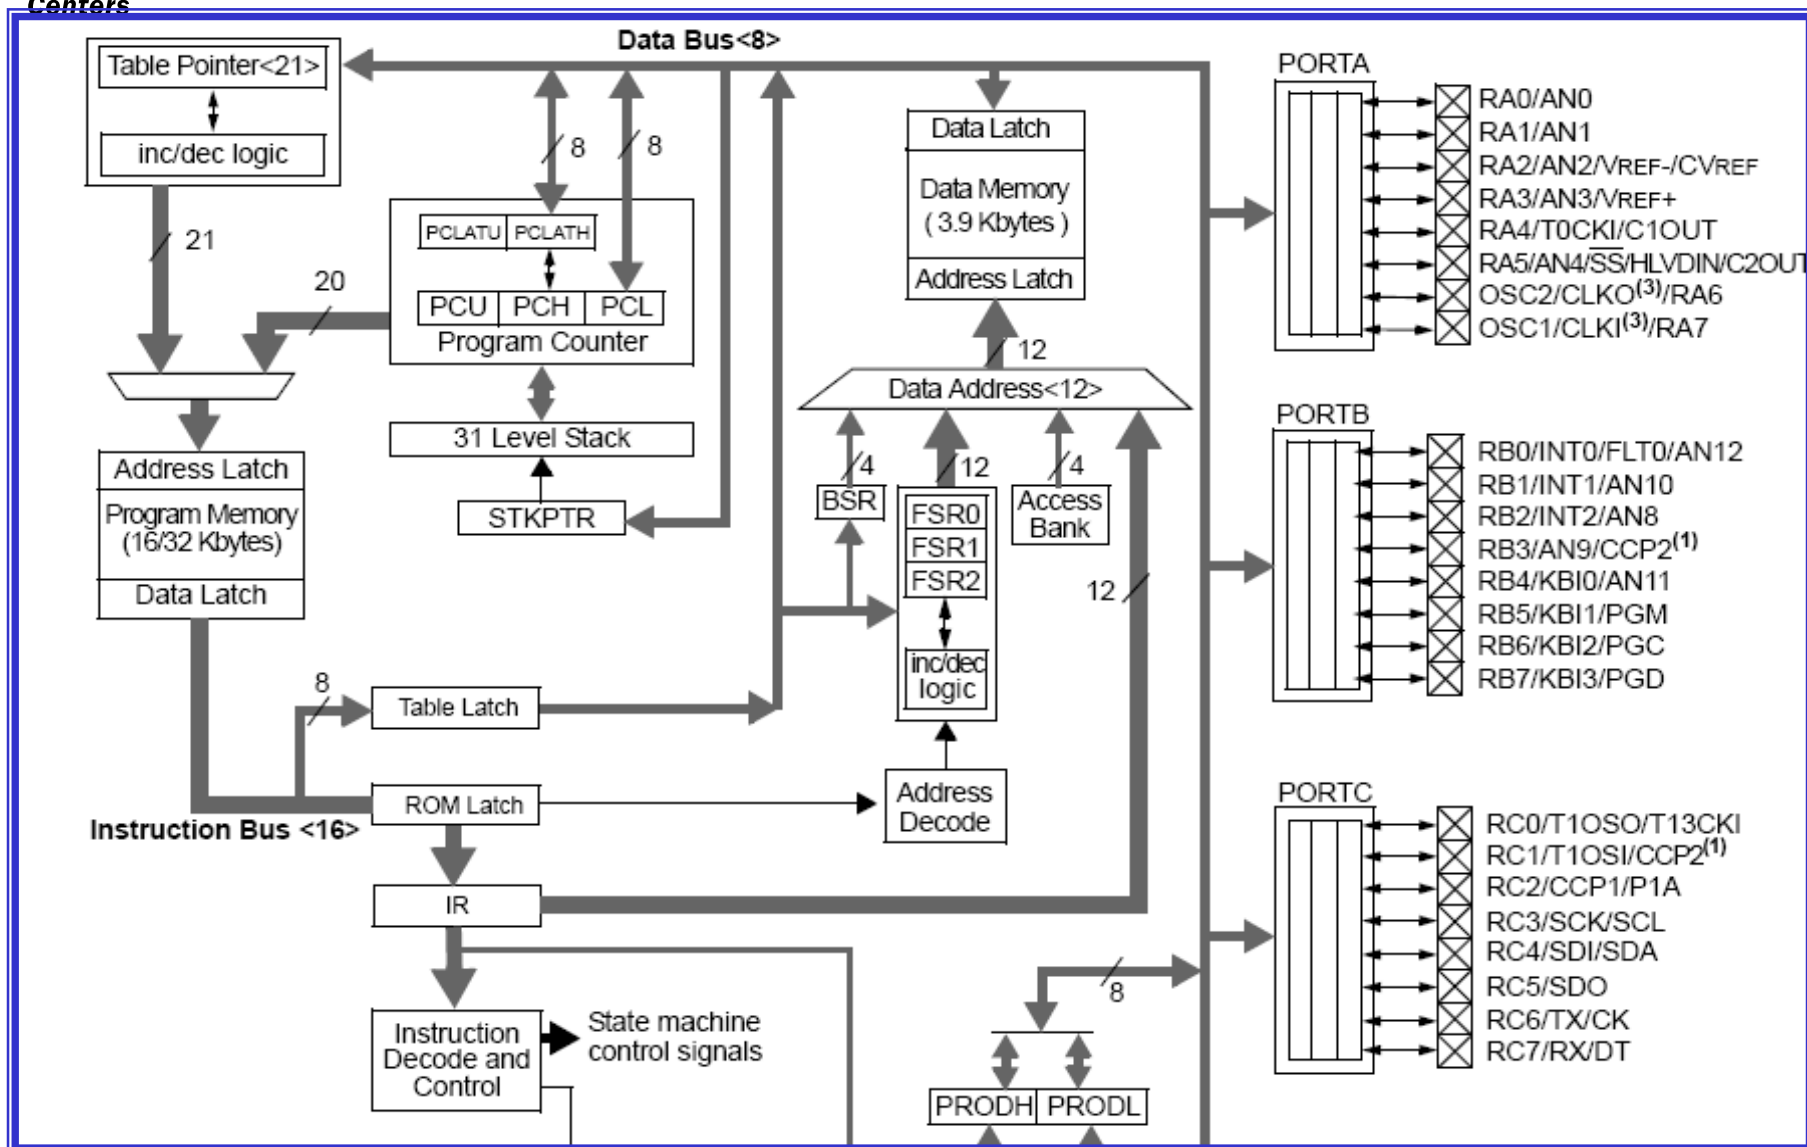 Centers
Data Bus<8>
Table Pointer<21>
inc/dec logic
21
20
8
8
PCLATU PCLATH
PCU PCH PCL
Program Counter
31 Level Stack
STKPTR
Address Latch
Program Memory
(16/32 Kbytes)
Data Latch
8
Table Latch
ROM Latch
Instruction Bus <16>
IR
Instruction
Decode and
Control
State machine
control signals
Data Latch
Data Memory
( 3.9 Kbytes )
Address Latch
12
Data Address<12>
4
12
4
BSR
FSR0
FSR1
FSR2
inc/dec
logic
Access
Bank
12
Address
Decode
8
PRODH PRODL
PORTA
RA0/AN0
RA1/AN1
RA2/AN2/VREF-/CVREF
RA3/AN3/VREF+
RA4/T0CKI/C1OUT
RA5/AN4/SS/HLVDIN/C2OUT
OSC2/CLKO(3)/RA6
OSC1/CLKI(3)/RA7
PORTB
RB0/INT0/FLT0/AN12
RB1/INT1/AN10
RB2/INT2/AN8
RB3/AN9/CCP2(1)
RB4/KBI0/AN11
RB5/KBI1/PGM
RB6/KBI2/PGC
RB7/KBI3/PGD
PORTC
RC0/T1OSO/T13CKI
RC1/T1OSI/CCP2(1)
RC2/CCP1/P1A
RC3/SCK/SCL
RC4/SDI/SDA
RC5/SDO
RC6/TX/CK
RC7/RX/DT